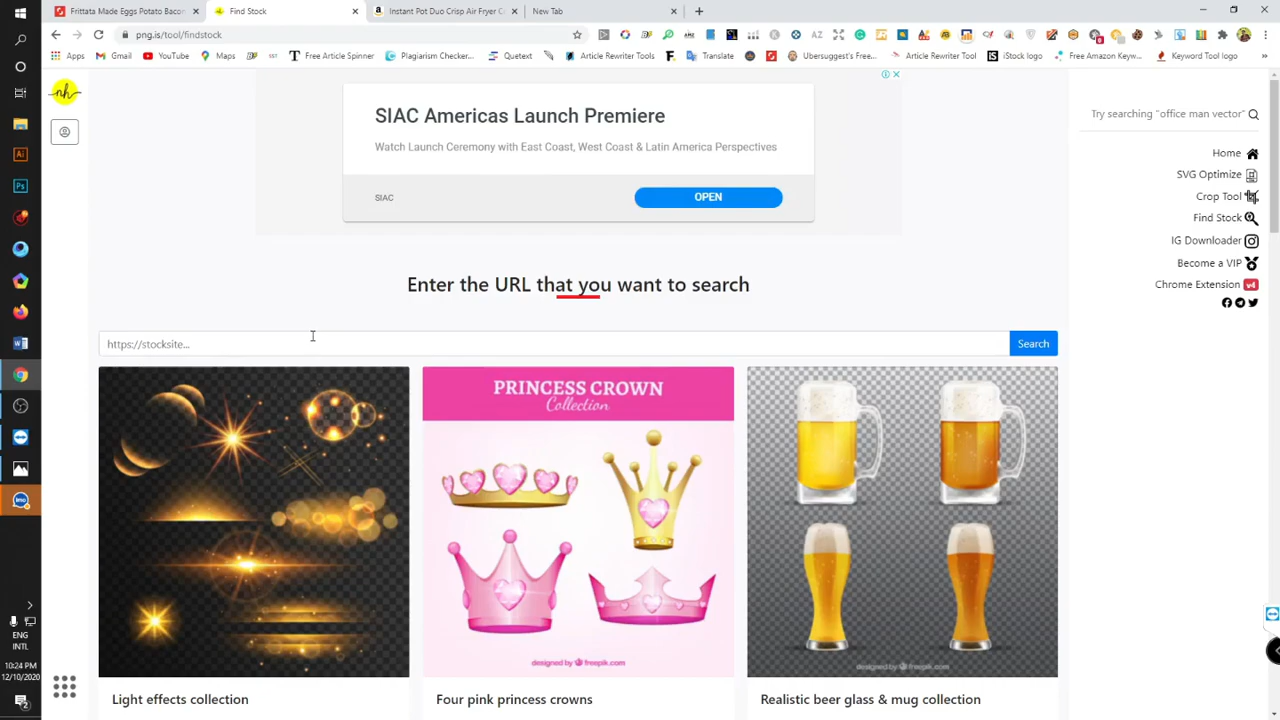 Frittata Made Eggs Potato Bacon
Find Stock
Instant Pot Duo Crisp Air Fryer C
New Tab
png.is/tool/findstock
Apps
Gmail
YouTube
Maps
Free Article Spinner
Plagiarism Checker...
Quetext
Article Rewriter Tools
Translate
Ubersuggest's Free...
Article Rewriter Tool
iStock logo
Free Amazon Keyw...
Keyword Tool logo
nh
SIAC Americas Launch Premiere
Watch Launch Ceremony with East Coast, West Coast & Latin America Perspectives
SIAC
OPEN
Try searching "office man vector"
Home
SVG Optimize
Crop Tool
Find Stock
IG Downloader
Become a VIP
Chrome Extension
Enter the URL that you want to search
https://stocksite...
Search
PRINCESS CROWN
Collection
designed by freepik.com
designed by freepik.com
Light effects collection
Four pink princess crowns
Realistic beer glass & mug collection
ENG
INTL
10:24 PM
12/10/2020